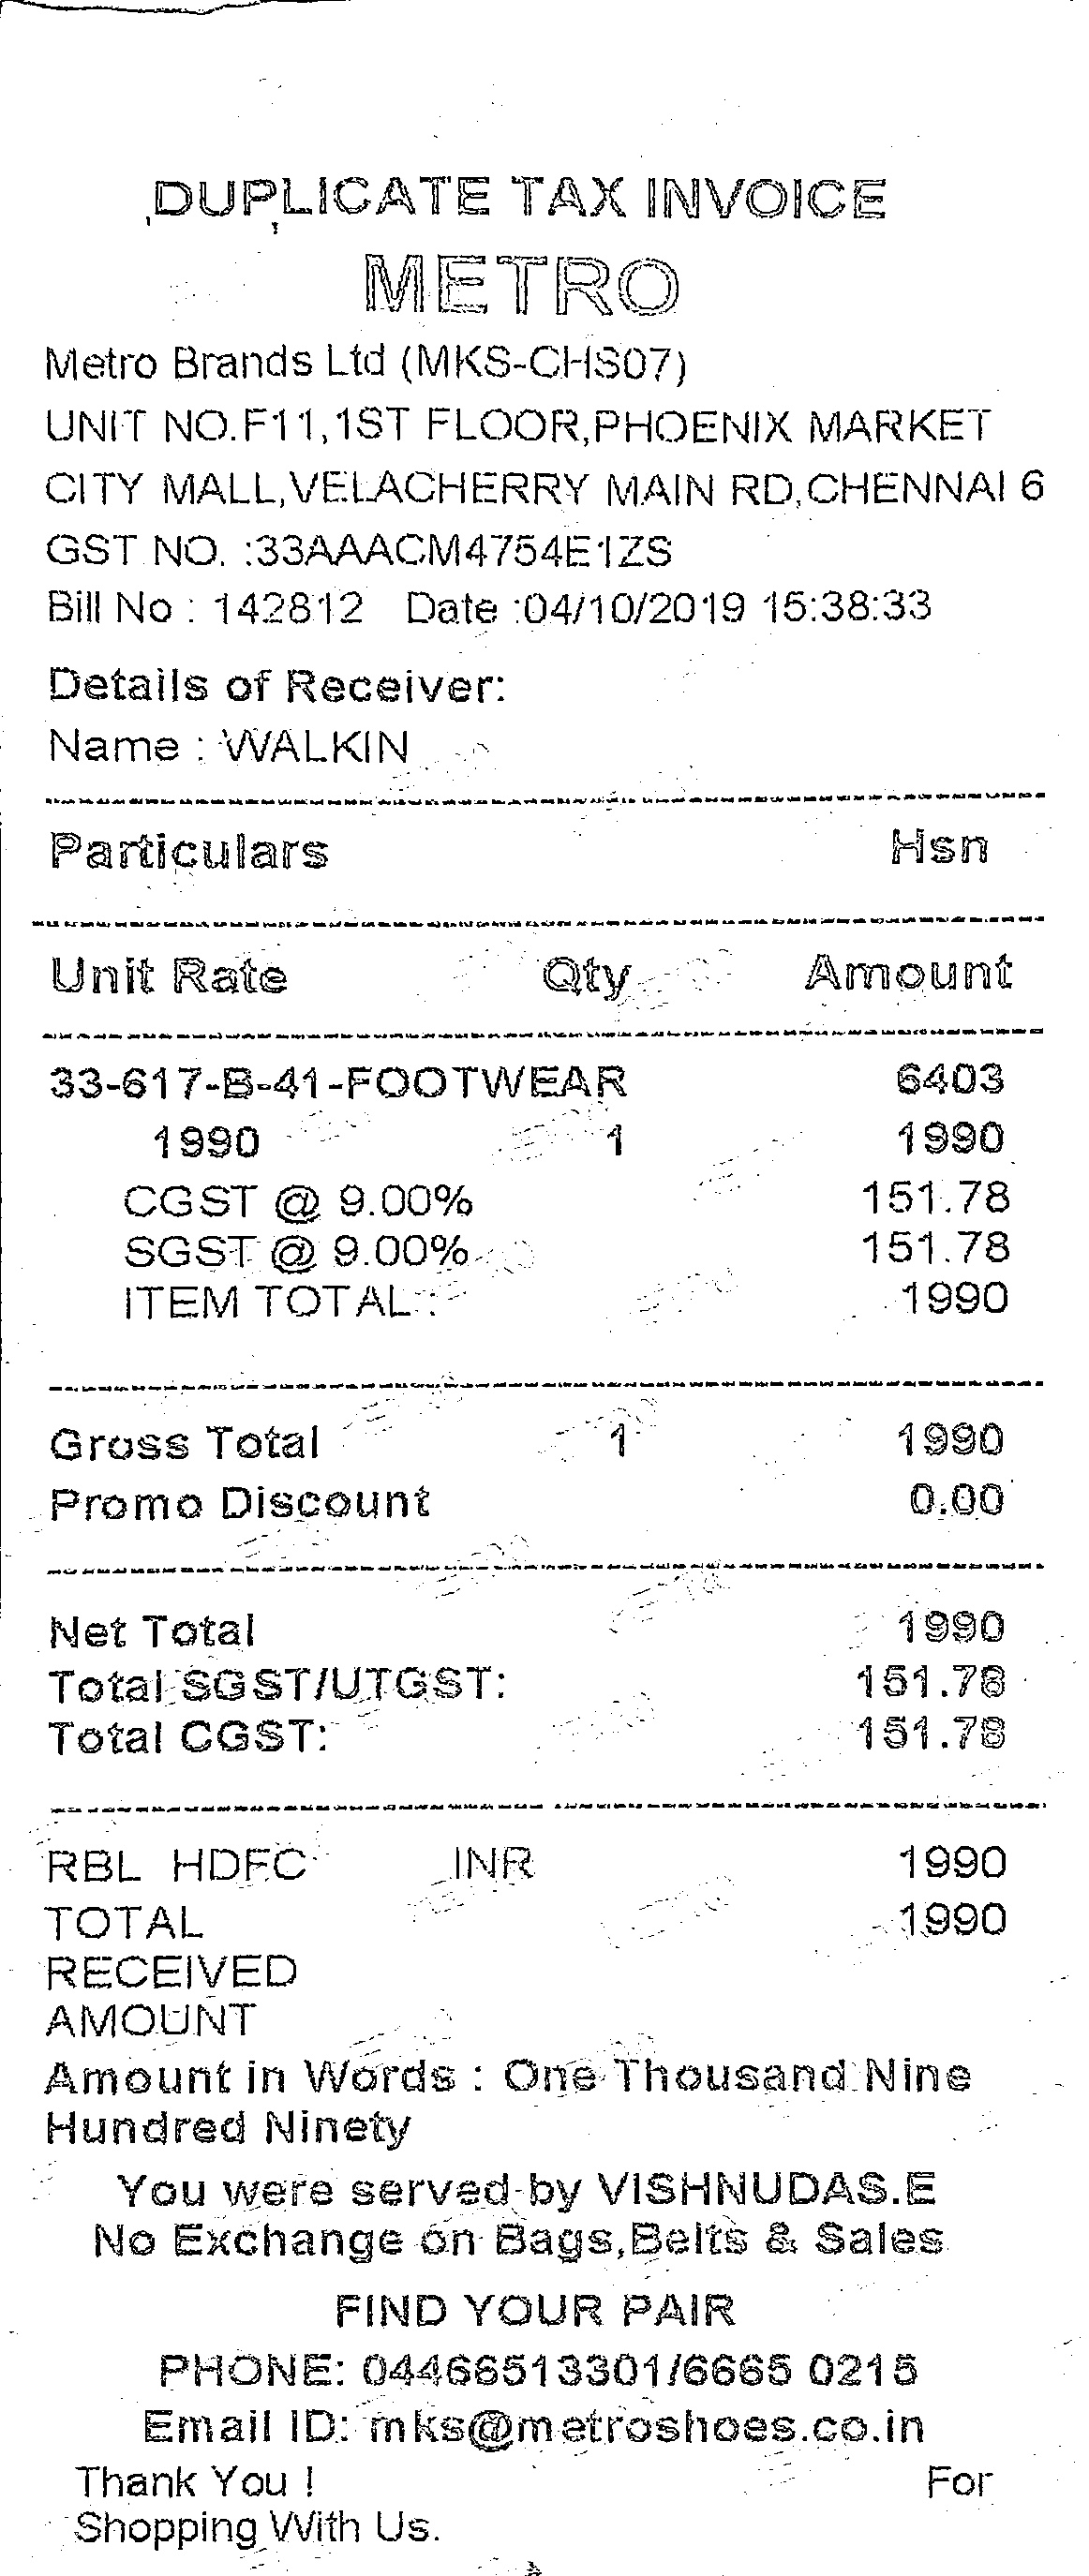 DUPLICATE TAX INVOICE
METRO
Metro Brands Ltd (MKS-CHS07)
UNIT NO.F11,1ST FLOOR,PHOENIX MARKET
CITY MALL,VELACHERRY MAIN RD,CHENNAI 6
GST NO. :33AAACM4754E1ZS
Bill No : 142812 Date :04/10/2019 15:38:33
Details of Receiver:
Name : WALKIN
Particulars Hsn
Unit Rate Qty Amount
33-617-B-41-FOOTWEAR 6403
1990 1 1990
CGST @ 9.00% 151.78
SGST @ 9.00% 151.78
ITEM TOTAL : 1990
Gross Total 1 1990
Promo Discount 0.00
Net Total 1990
Total SGST/UTGST: 151.78
Total CGST: 151.78
RBL HDFC INR 1990
TOTAL 1990
RECEIVED
AMOUNT
Amount in Words : One Thousand Nine
Hundred Ninety
You were served by VISHNUDAS.E
No Exchange on Bags,Belts & Sales
FIND YOUR PAIR
PHONE: 04466513301/6665 0215
Email ID: mks@metroshoes.co.in
Thank You ! For
Shopping With Us.